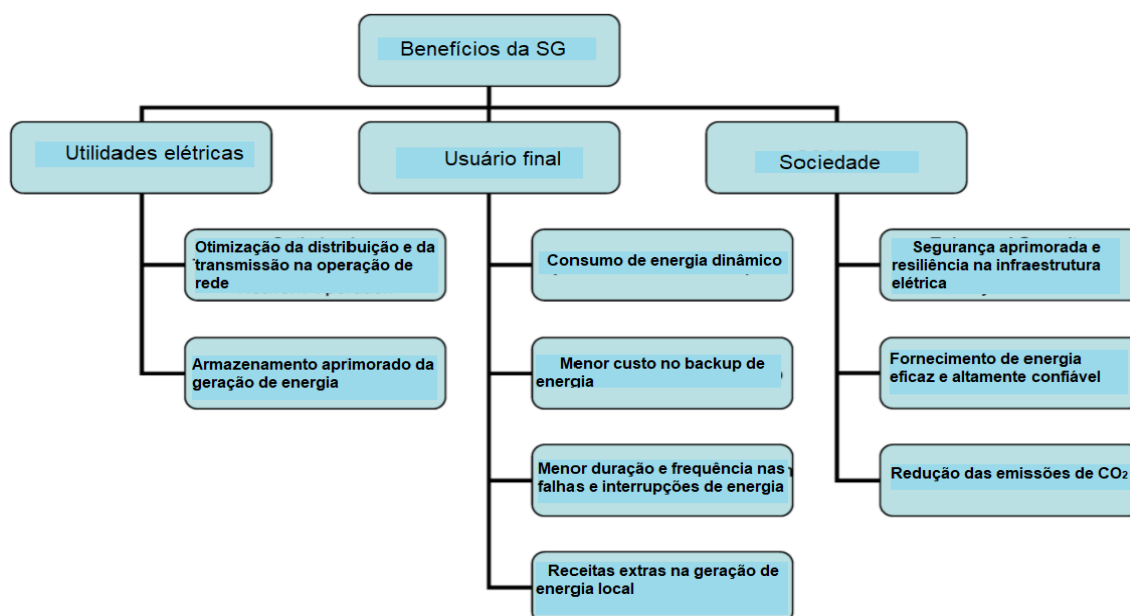 Benefícios da SG
Utilidades elétricas
Usuário final
Sociedade
Otimização da distribuição e da
transmissão na operação de
rede
Armazenamento aprimorado da
geração de energia
Consumo de energia dinâmico
Menor custo no backup de
energia
Menor duração e frequência nas
falhas e interrupções de energia
Receitas extras na geração de
energia local
Segurança aprimorada e
resiliência na infraestrutura
elétrica
Fornecimento de energia
eficaz e altamente confiável
Redução das emissões de CO₂